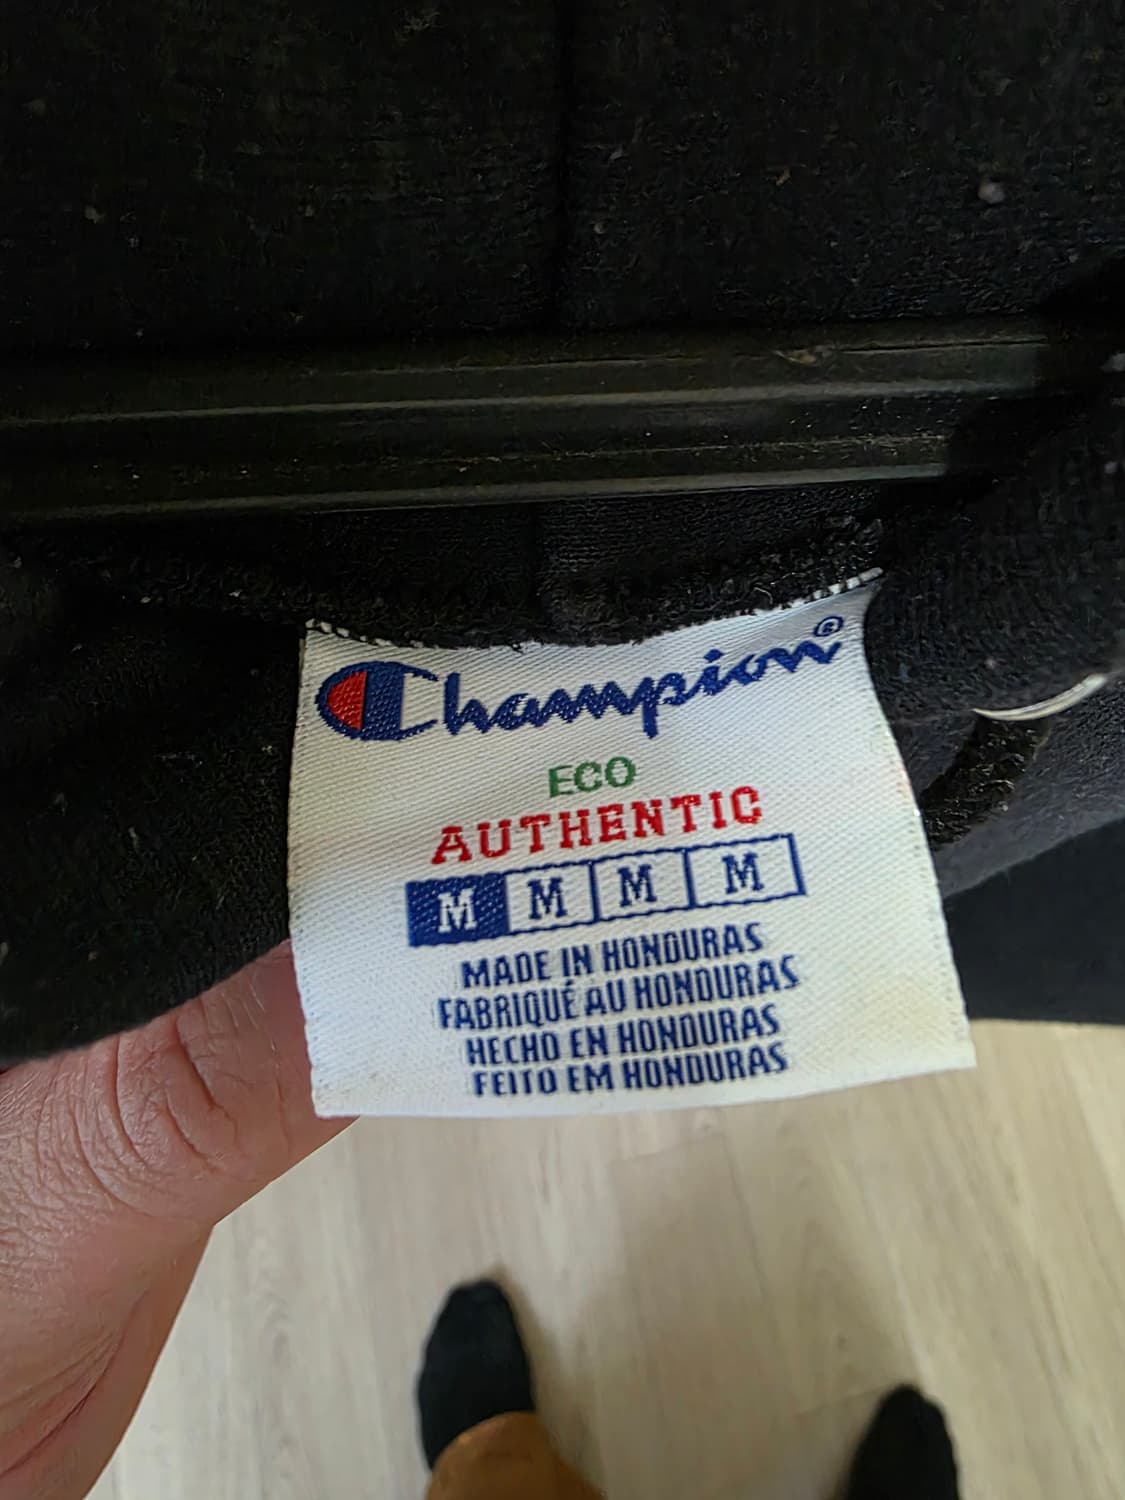 Champion®
ECO
AUTHENTIC
M M M M
MADE IN HONDURAS
FABRIQUÉ AU HONDURAS
HECHO EN HONDURAS
FEITO EM HONDURAS